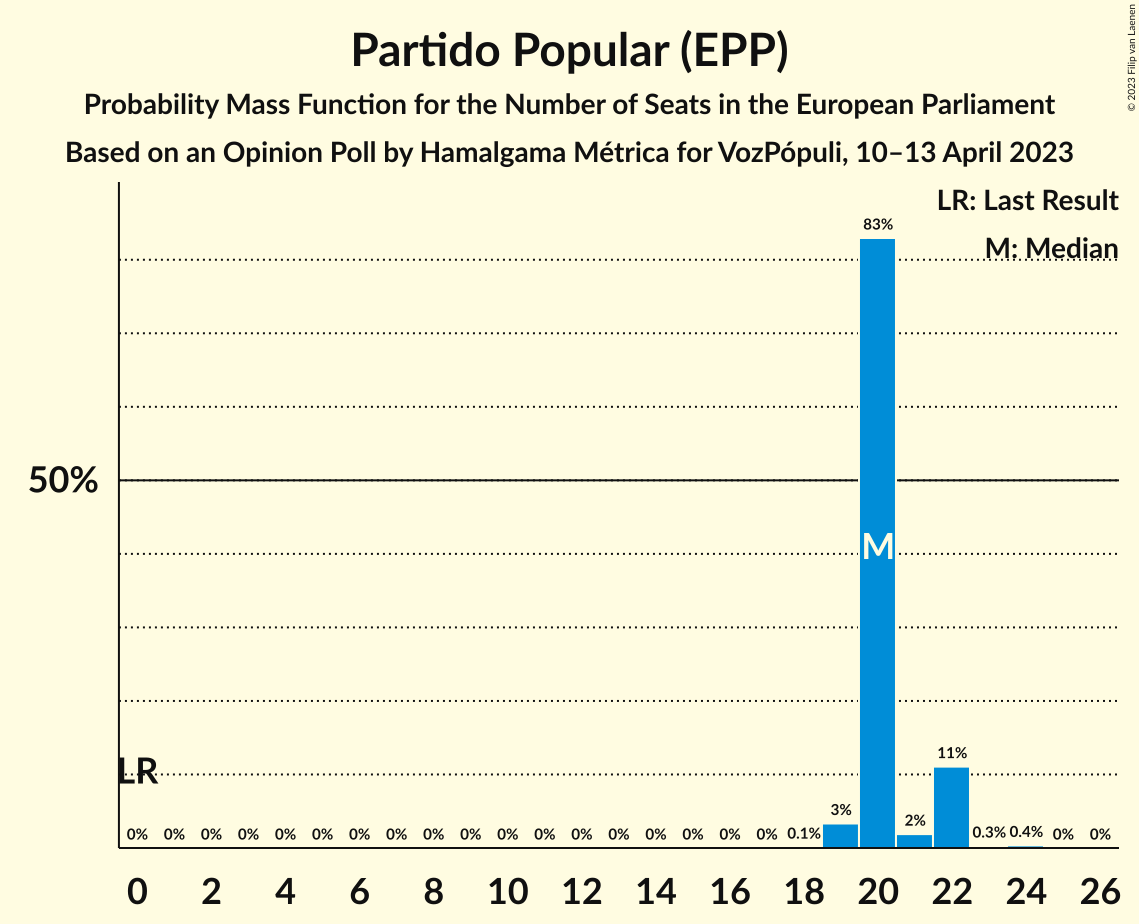 Partido Popular (EPP)
Probability Mass Function for the Number of Seats in the European Parliament
Based on an Opinion Poll by Hamalgama Métrica for VozPópuli, 10–13 April 2023
© 2023 Filip van Laenen
LR: Last Result
M: Median
83%
50%
M
LR
11%
3%
2%
0% 0% 0% 0% 0% 0% 0% 0% 0% 0% 0% 0% 0% 0% 0% 0% 0% 0% 0.1% 0.3% 0.4% 0% 0%
0 2 4 6 8 10 12 14 16 18 20 22 24 26